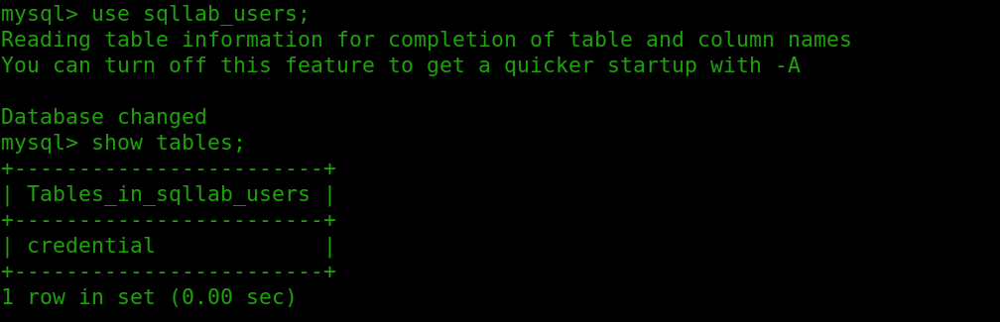 mysql> use sqllab_users;
Reading table information for completion of table and column names
You can turn off this feature to get a quicker startup with -A

Database changed
mysql> show tables;
+------------------------+
| Tables_in_sqllab_users |
+------------------------+
| credential             |
+------------------------+
1 row in set (0.00 sec)